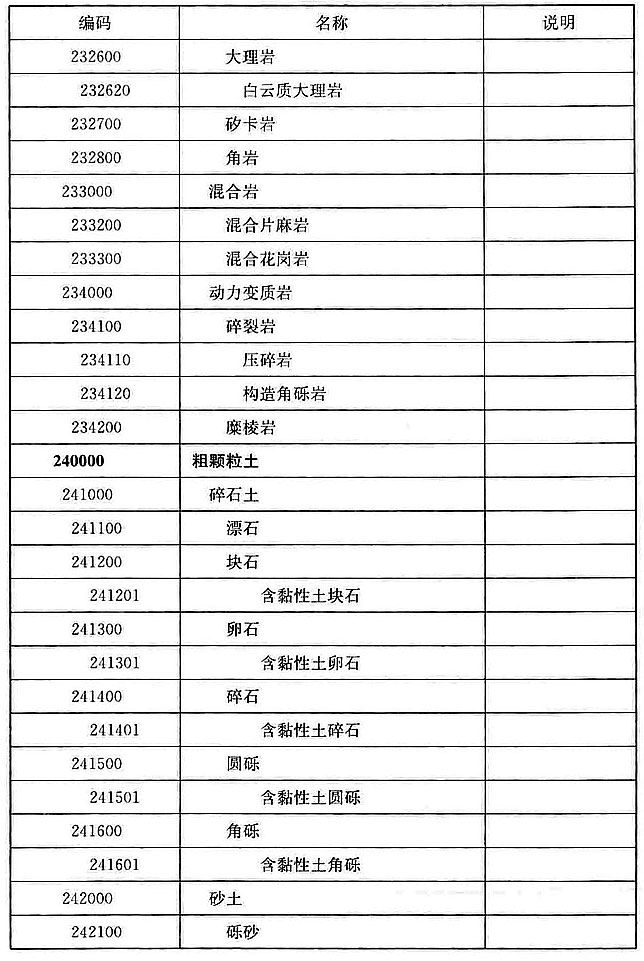 编码 名称 说明
232600 大理岩
232620 白云质大理岩
232700 矽卡岩
232800 角岩
233000 混合岩
233200 混合片麻岩
233300 混合花岗岩
234000 动力变质岩
234100 碎裂岩
234110 压碎岩
234120 构造角砾岩
234200 糜棱岩
240000 粗颗粒土
241000 碎石土
241100 漂石
241200 块石
241201 含黏性土块石
241300 卵石
241301 含黏性土卵石
241400 碎石
241401 含黏性土碎石
241500 圆砾
241501 含黏性土圆砾
241600 角砾
241601 含黏性土角砾
242000 砂土
242100 砾砂